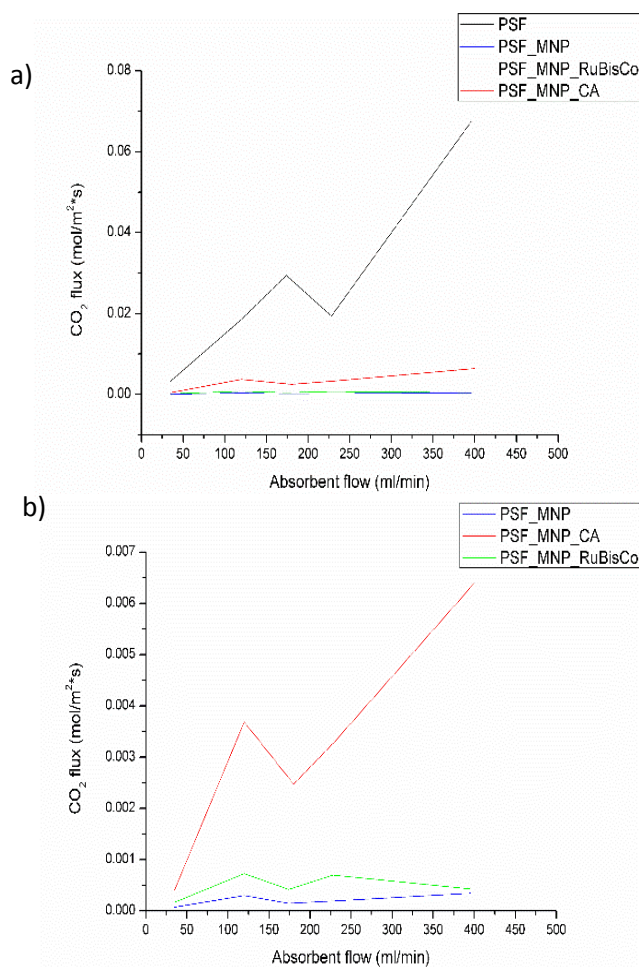 a)
PSF
PSF_MNP
PSF_MNP_RuBisCo
PSF_MNP_CA
0.08
0.06
0.04
0.02
0.00
CO2 flux (mol/m2*s)
0 50 100 150 200 250 300 350 400 450 500
Absorbent flow (ml/min)
b)
PSF_MNP
PSF_MNP_CA
PSF_MNP_RuBisCo
0.007
0.006
0.005
0.004
0.003
0.002
0.001
0.000
CO2 flux (mol/m2*s)
0 50 100 150 200 250 300 350 400 450 500
Absorbent flow (ml/min)